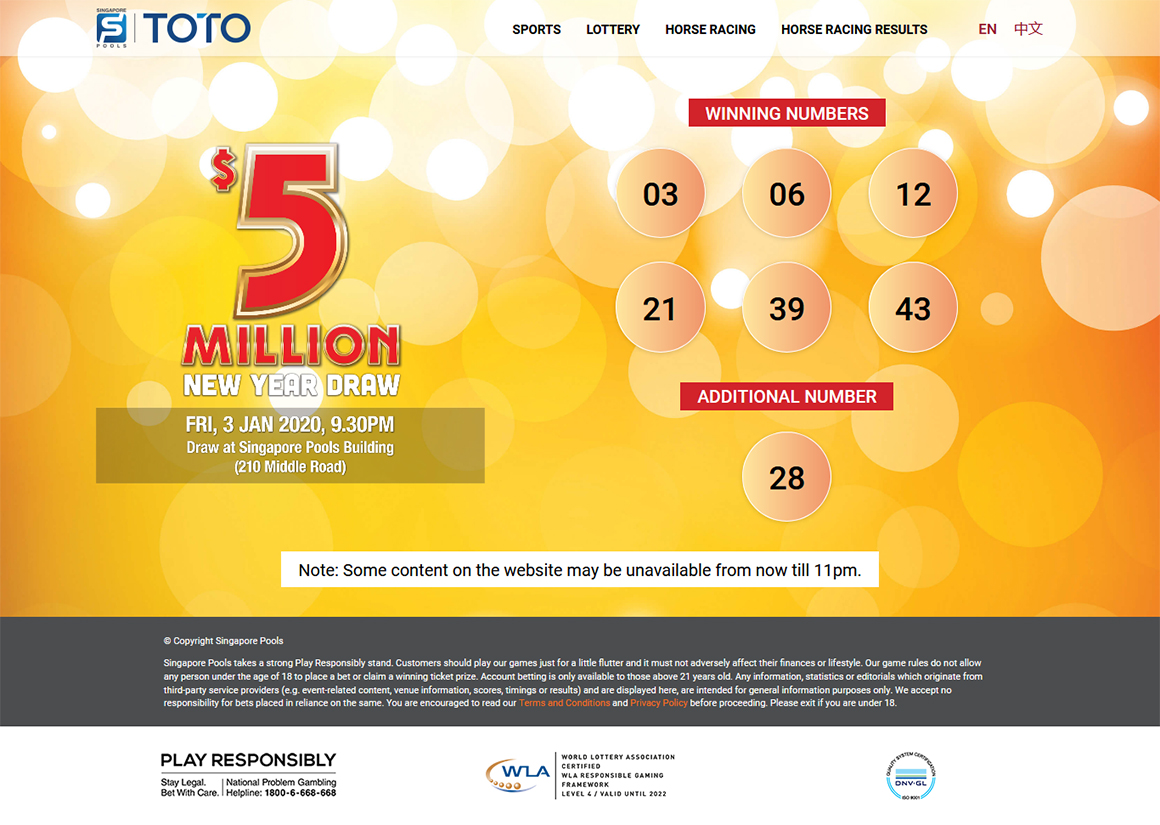 SINGAPORE
S
POOLS
TOTO
SPORTS LOTTERY HORSE RACING HORSE RACING RESULTS EN 中文
$5
MILLION
NEW YEAR DRAW
FRI, 3 JAN 2020, 9.30PM
Draw at Singapore Pools Building
(210 Middle Road)
WINNING NUMBERS
03 06 12
21 39 43
ADDITIONAL NUMBER
28
Note: Some content on the website may be unavailable from now till 11pm.
© Copyright Singapore Pools
Singapore Pools takes a strong Play Responsibly stand. Customers should play our games just for a little flutter and it must not adversely affect their finances or lifestyle. Our game rules do not allow
any person under the age of 18 to place a bet or claim a winning ticket prize. Account betting is only available to those above 21 years old. Any information, statistics or editorials which originate from
third-party service providers (e.g. event-related content, venue information, scores, timings or results) and are displayed here, are intended for general information purposes only. We accept no
responsibility for bets placed in reliance on the same. You are encouraged to read our Terms and Conditions and Privacy Policy before proceeding. Please exit if you are under 18.
PLAY RESPONSIBLY
Stay Legal. National Problem Gambling
Bet With Care. Helpline: 1800-6-668-668
WLA
WORLD LOTTERY ASSOCIATION
CERTIFIED
WLA RESPONSIBLE GAMING
FRAMEWORK
LEVEL 4 / VALID UNTIL 2022
QUALITY SYSTEM CERTIFICATION
DNV·GL
ISO 9001